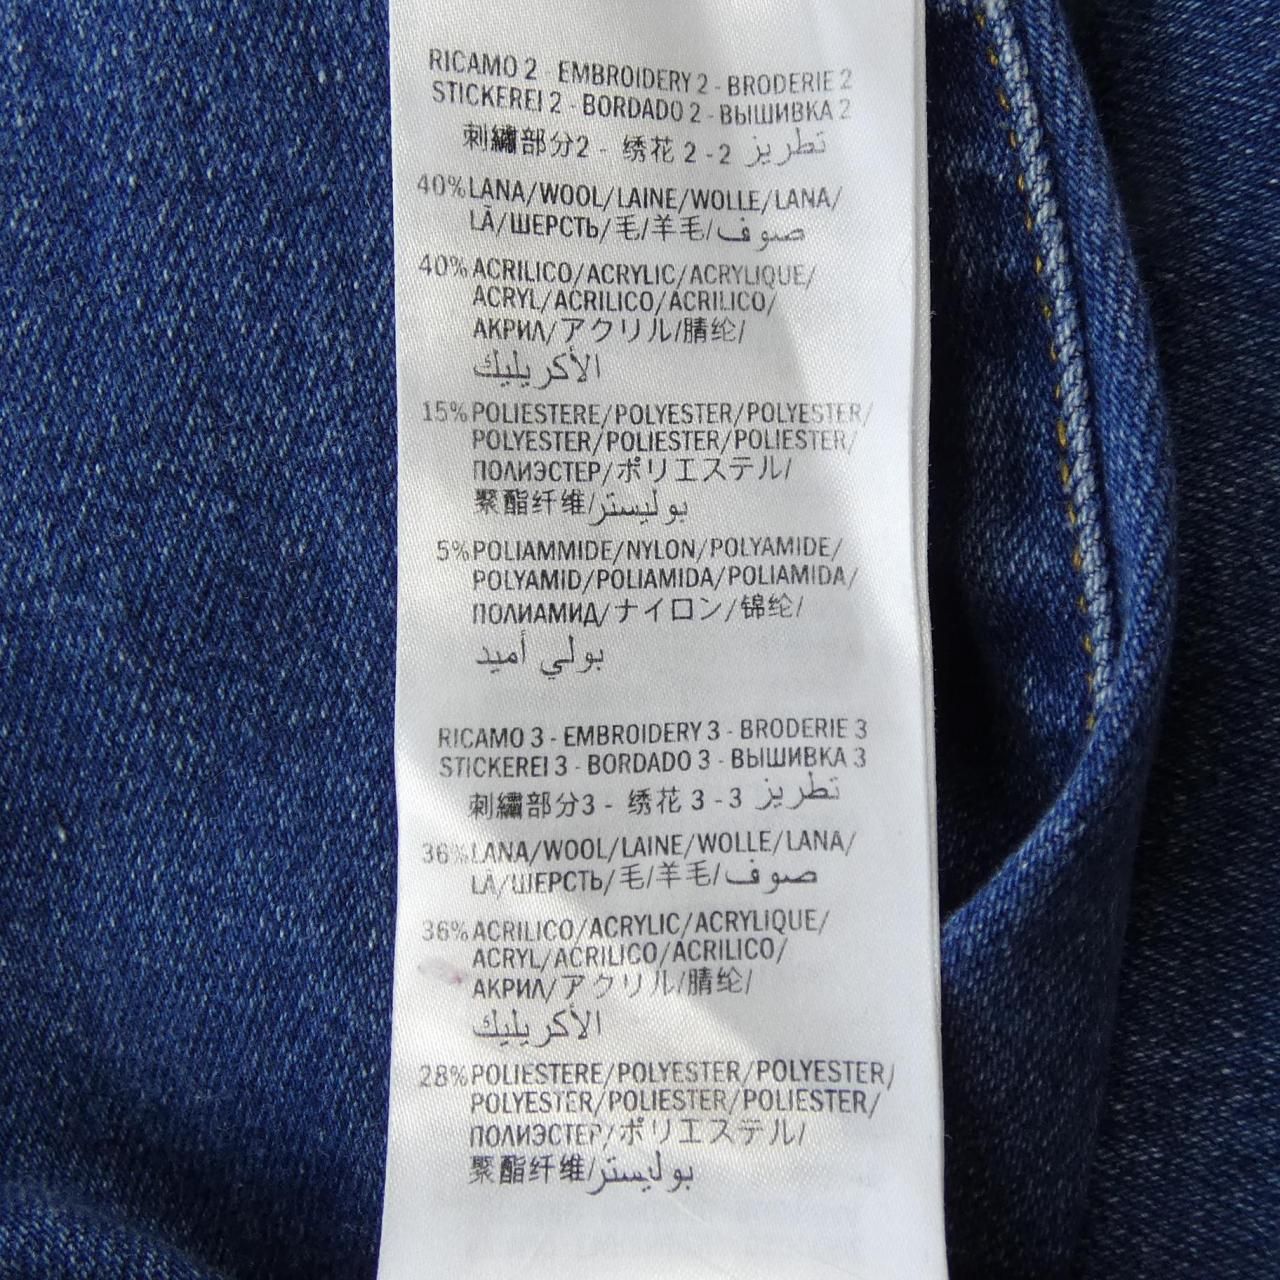 RICAMO 2 - EMBROIDERY 2 - BRODERIE 2
STICKEREI 2 - BORDADO 2 - ВЫШИВКА 2
刺繍部分2 - 绣花 2 - 2 تطريز
40% LANA/WOOL/LAINE/WOLLE/LANA/
LÃ/ШЕРСТЬ/毛/羊毛/صوف
40% ACRILICO/ACRYLIC/ACRYLIQUE/
ACRYL/ACRILICO/ACRILICO/
АКРИЛ/アクリル/腈纶/
الأكريليك
15% POLIESTERE/POLYESTER/POLYESTER/
POLYESTER/POLIESTER/POLIESTER/
ПОЛИЭСТЕР/ポリエステル/
聚酯纤维/بوليستر
5% POLIAMMIDE/NYLON/POLYAMIDE/
POLYAMID/POLIAMIDA/POLIAMIDA/
ПОЛИАМИД/ナイロン/锦纶/
بولي أميد
RICAMO 3 - EMBROIDERY 3 - BRODERIE 3
STICKEREI 3 - BORDADO 3 - ВЫШИВКА 3
刺繍部分3 - 绣花 3 - 3 تطريز
36% LANA/WOOL/LAINE/WOLLE/LANA/
LÃ/ШЕРСТЬ/毛/羊毛/صوف
36% ACRILICO/ACRYLIC/ACRYLIQUE/
ACRYL/ACRILICO/ACRILICO/
АКРИЛ/アクリル/腈纶/
الأكريليك
28% POLIESTERE/POLYESTER/POLYESTER/
POLYESTER/POLIESTER/POLIESTER/
ПОЛИЭСТЕР/ポリエステル/
聚酯纤维/بوليستر